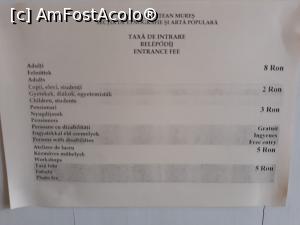 [c] AmFostAcolo®
TEAN MUREȘ
ȘI ARTĂ POPULARĂ
TAXĂ DE INTRARE
BELEPŐDÍJ
ENTRANCE FEE
Adulți
Felnőttek
Adults
8 Ron
Copii, elevi, studenți
Gyerekek, diákok, egyetemisták
Children, students
2 Ron
Pensionari
Nyugdíjasok
Pensioners
3 Ron
Persoane cu dizabilități
élő személyek
Persons with disabilities
Gratuit
Ingyenes
Free entry
Ateliere de lucru
Kézműves műhelyek
Workshops
5 Ron
Taxă foto
Fotodíj
Photo fee
5 Ron